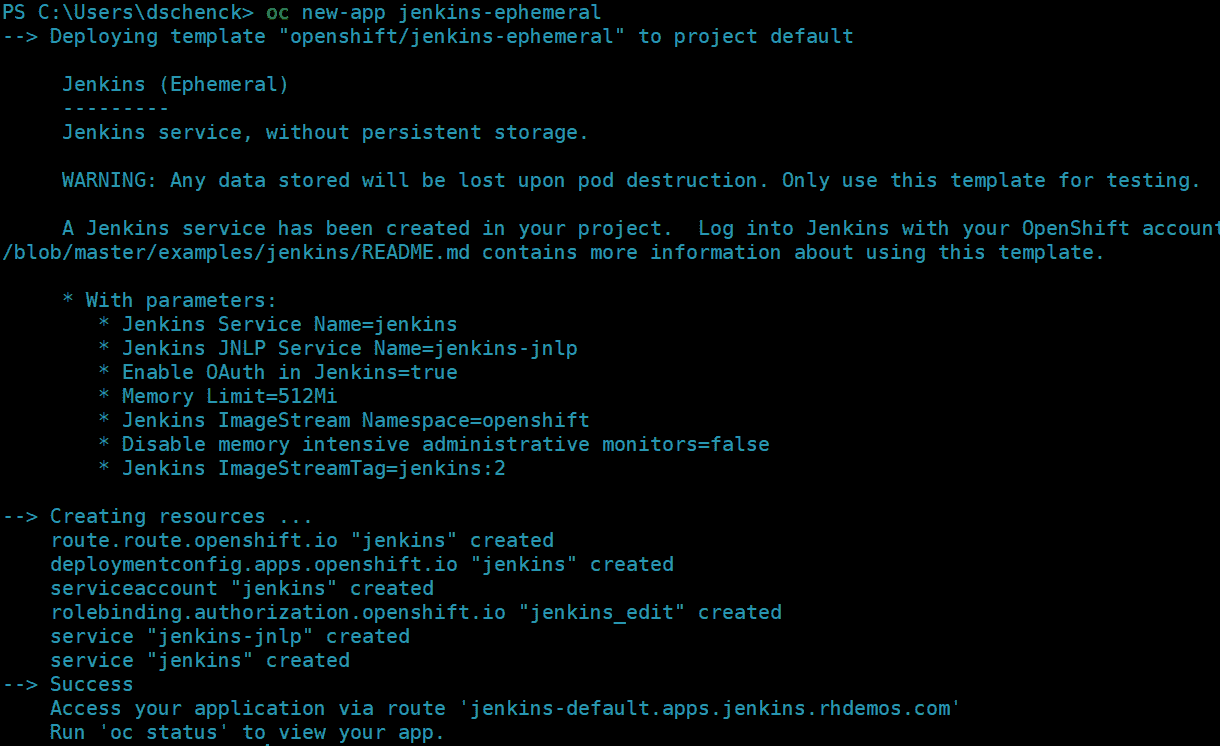 PS C:\Users\dschenck> oc new-app jenkins-ephemeral
--> Deploying template "openshift/jenkins-ephemeral" to project default
Jenkins (Ephemeral)
---------
Jenkins service, without persistent storage.
WARNING: Any data stored will be lost upon pod destruction. Only use this template for testing.
A Jenkins service has been created in your project.  Log into Jenkins with your OpenShift account
/blob/master/examples/jenkins/README.md contains more information about using this template.
* With parameters:
* Jenkins Service Name=jenkins
* Jenkins JNLP Service Name=jenkins-jnlp
* Enable OAuth in Jenkins=true
* Memory Limit=512Mi
* Jenkins ImageStream Namespace=openshift
* Disable memory intensive administrative monitors=false
* Jenkins ImageStreamTag=jenkins:2
--> Creating resources ...
route.route.openshift.io "jenkins" created
deploymentconfig.apps.openshift.io "jenkins" created
serviceaccount "jenkins" created
rolebinding.authorization.openshift.io "jenkins_edit" created
service "jenkins-jnlp" created
service "jenkins" created
--> Success
Access your application via route 'jenkins-default.apps.jenkins.rhdemos.com'
Run 'oc status' to view your app.